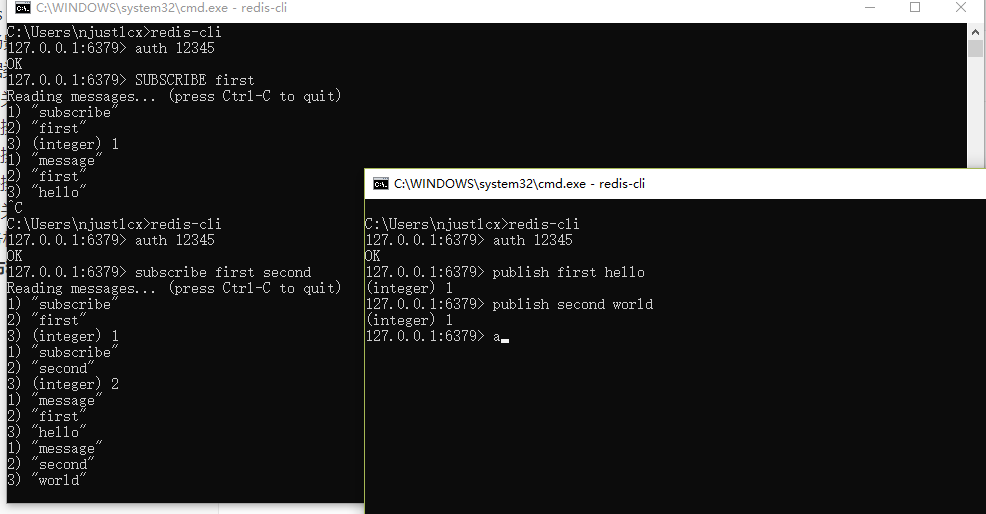 C:\WINDOWS\system32\cmd.exe - redis-cli
C:\Users\njustlcx>redis-cli
127.0.0.1:6379> auth 12345
OK
127.0.0.1:6379> SUBSCRIBE first
Reading messages... (press Ctrl-C to quit)
1) "subscribe"
2) "first"
3) (integer) 1
1) "message"
2) "first"
3) "hello"
^C
C:\Users\njustlcx>redis-cli
127.0.0.1:6379> auth 12345
OK
127.0.0.1:6379> subscribe first second
Reading messages... (press Ctrl-C to quit)
1) "subscribe"
2) "first"
3) (integer) 1
1) "subscribe"
2) "second"
3) (integer) 2
1) "message"
2) "first"
3) "hello"
1) "message"
2) "second"
3) "world"
C:\WINDOWS\system32\cmd.exe - redis-cli
C:\Users\njustlcx>redis-cli
127.0.0.1:6379> auth 12345
OK
127.0.0.1:6379> publish first hello
(integer) 1
127.0.0.1:6379> publish second world
(integer) 1
127.0.0.1:6379> a